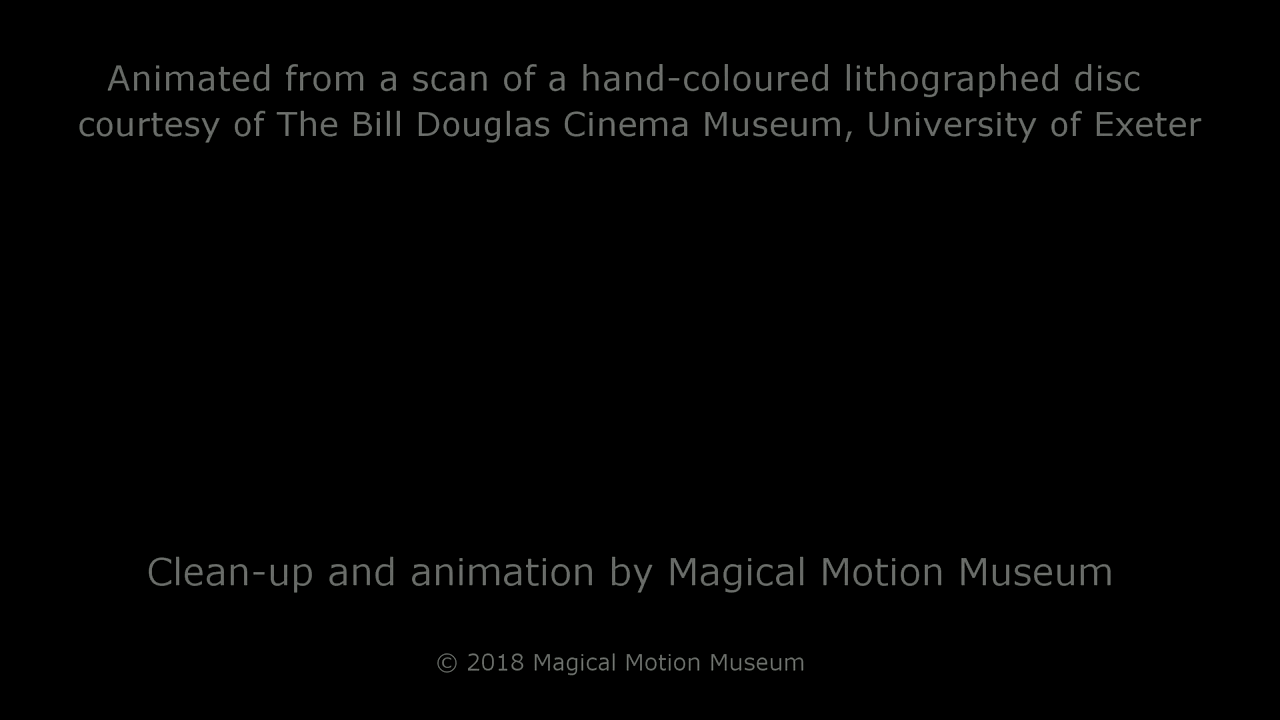 Animated from a scan of a hand-coloured lithographed disc
courtesy of The Bill Douglas Cinema Museum, University of Exeter
Clean-up and animation by Magical Motion Museum
© 2018 Magical Motion Museum